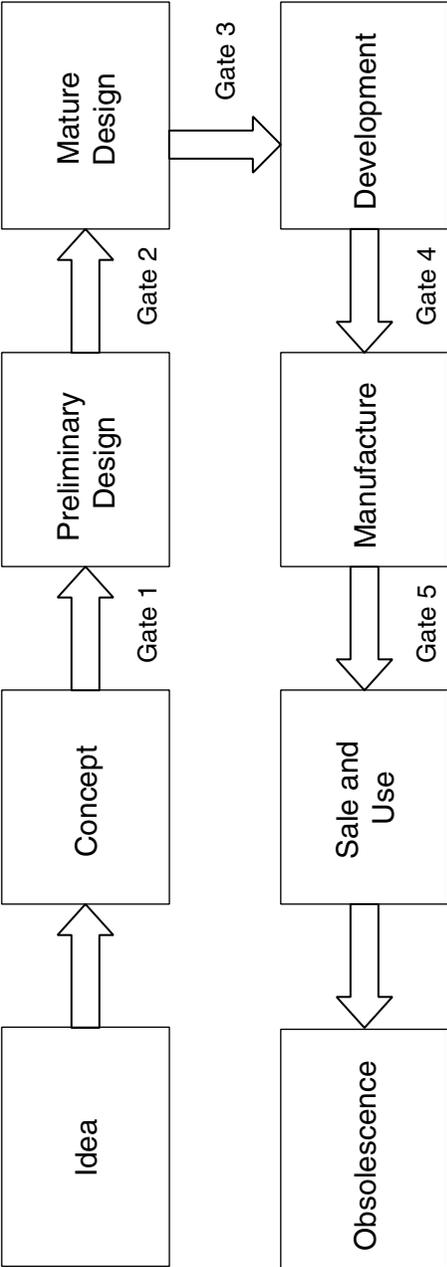 Idea
Concept
Gate 1
Preliminary
Design
Gate 2
Mature
Design
Gate 3
Development
Gate 4
Manufacture
Gate 5
Sale and
Use
Obsolescence